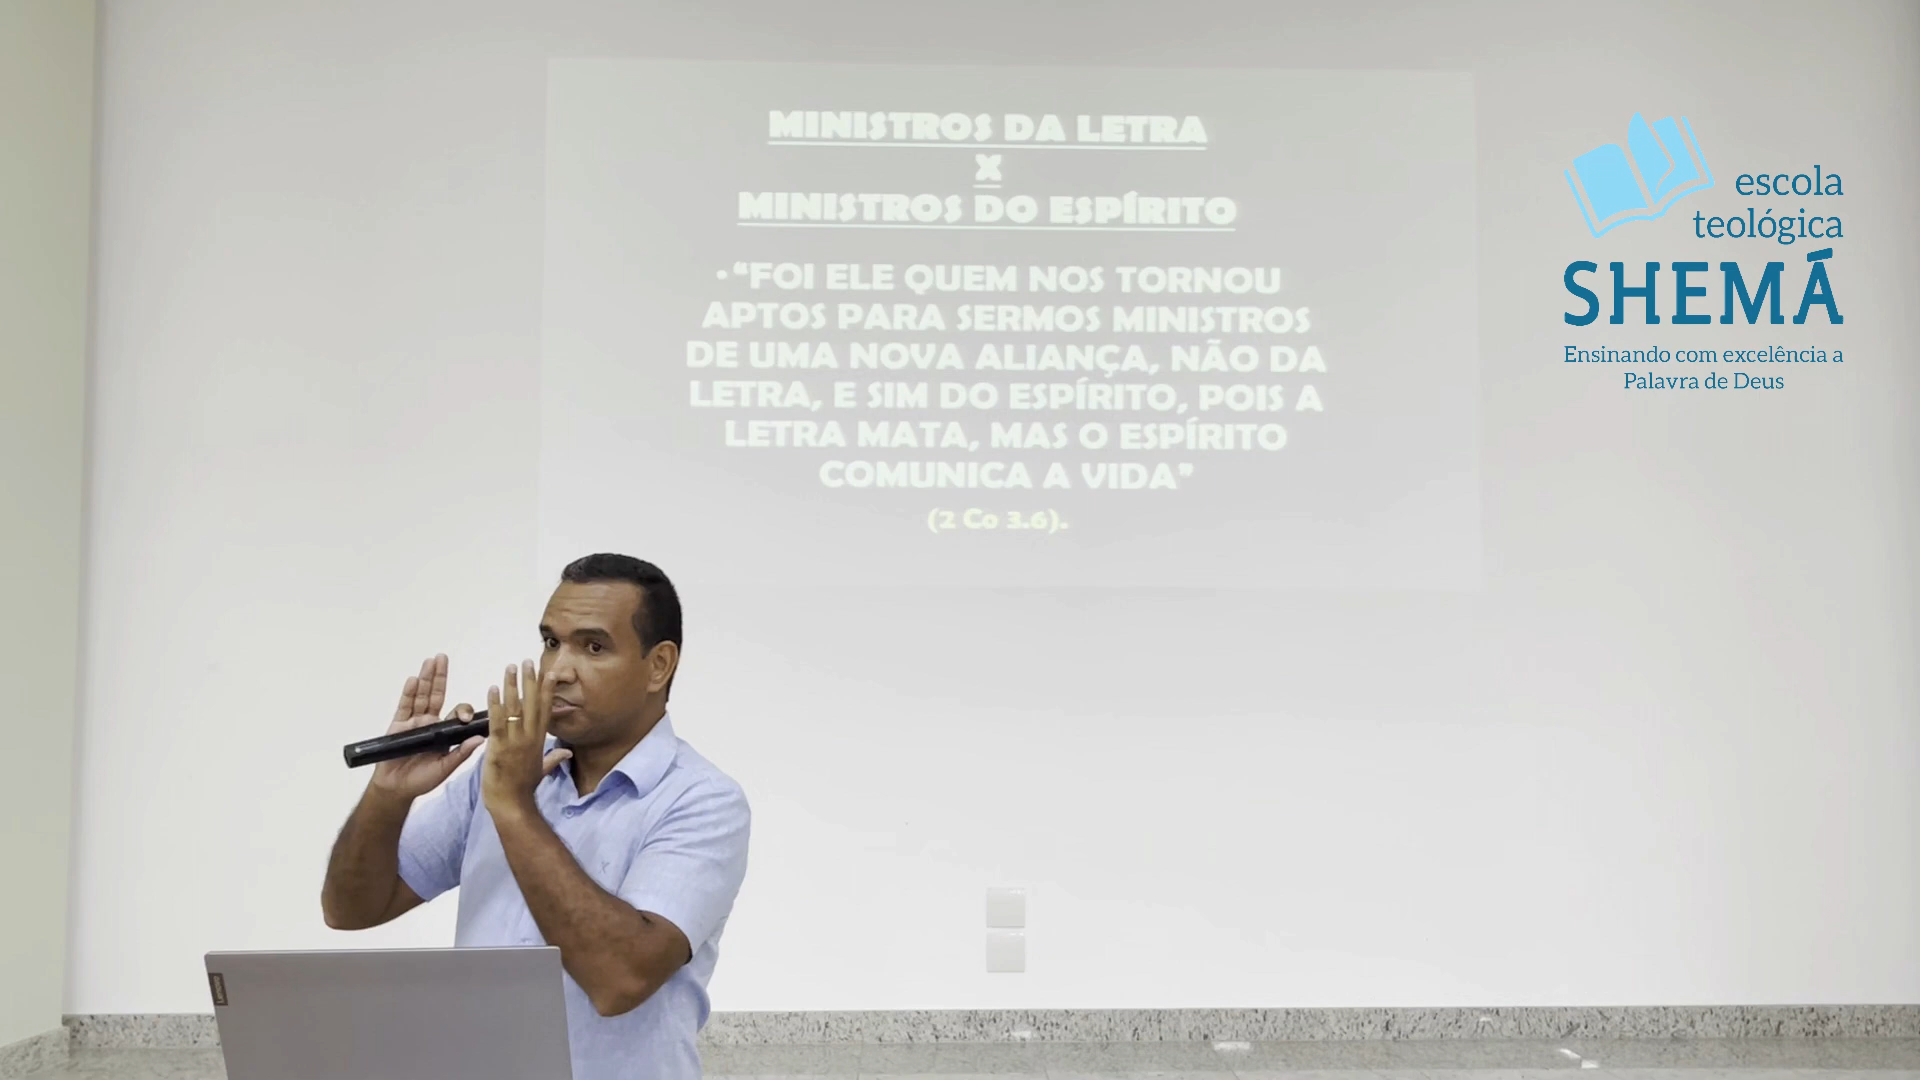 MINISTROS DA LETRA
X
MINISTROS DO ESPÍRITO
• “FOI ELE QUEM NOS TORNOU
APTOS PARA SERMOS MINISTROS
DE UMA NOVA ALIANÇA, NÃO DA
LETRA, E SIM DO ESPÍRITO, POIS A
LETRA MATA, MAS O ESPÍRITO
COMUNICA A VIDA”
(2 Co 3.6).
escola
teológica
SHEMÁ
Ensinando com excelência a
Palavra de Deus
Lenovo